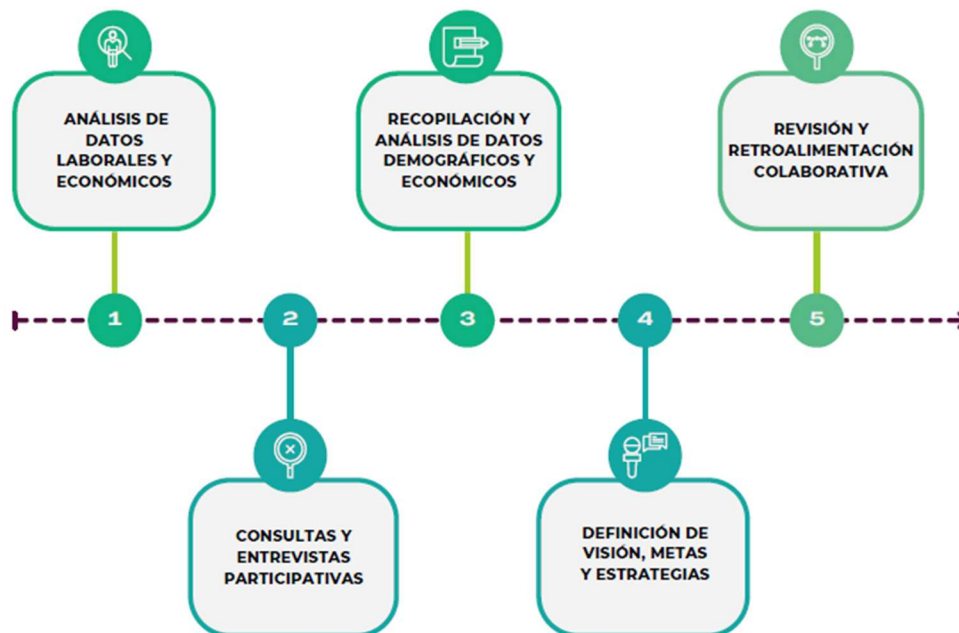 ANÁLISIS DE
DATOS
LABORALES Y
ECONÓMICOS
RECOPILACIÓN Y
ANÁLISIS DE DATOS
DEMOGRÁFICOS Y
ECONÓMICOS
REVISIÓN Y
RETROALIMENTACIÓN
COLABORATIVA
1
2
3
4
5
CONSULTAS Y
ENTREVISTAS
PARTICIPATIVAS
DEFINICIÓN DE
VISIÓN, METAS
Y ESTRATEGIAS